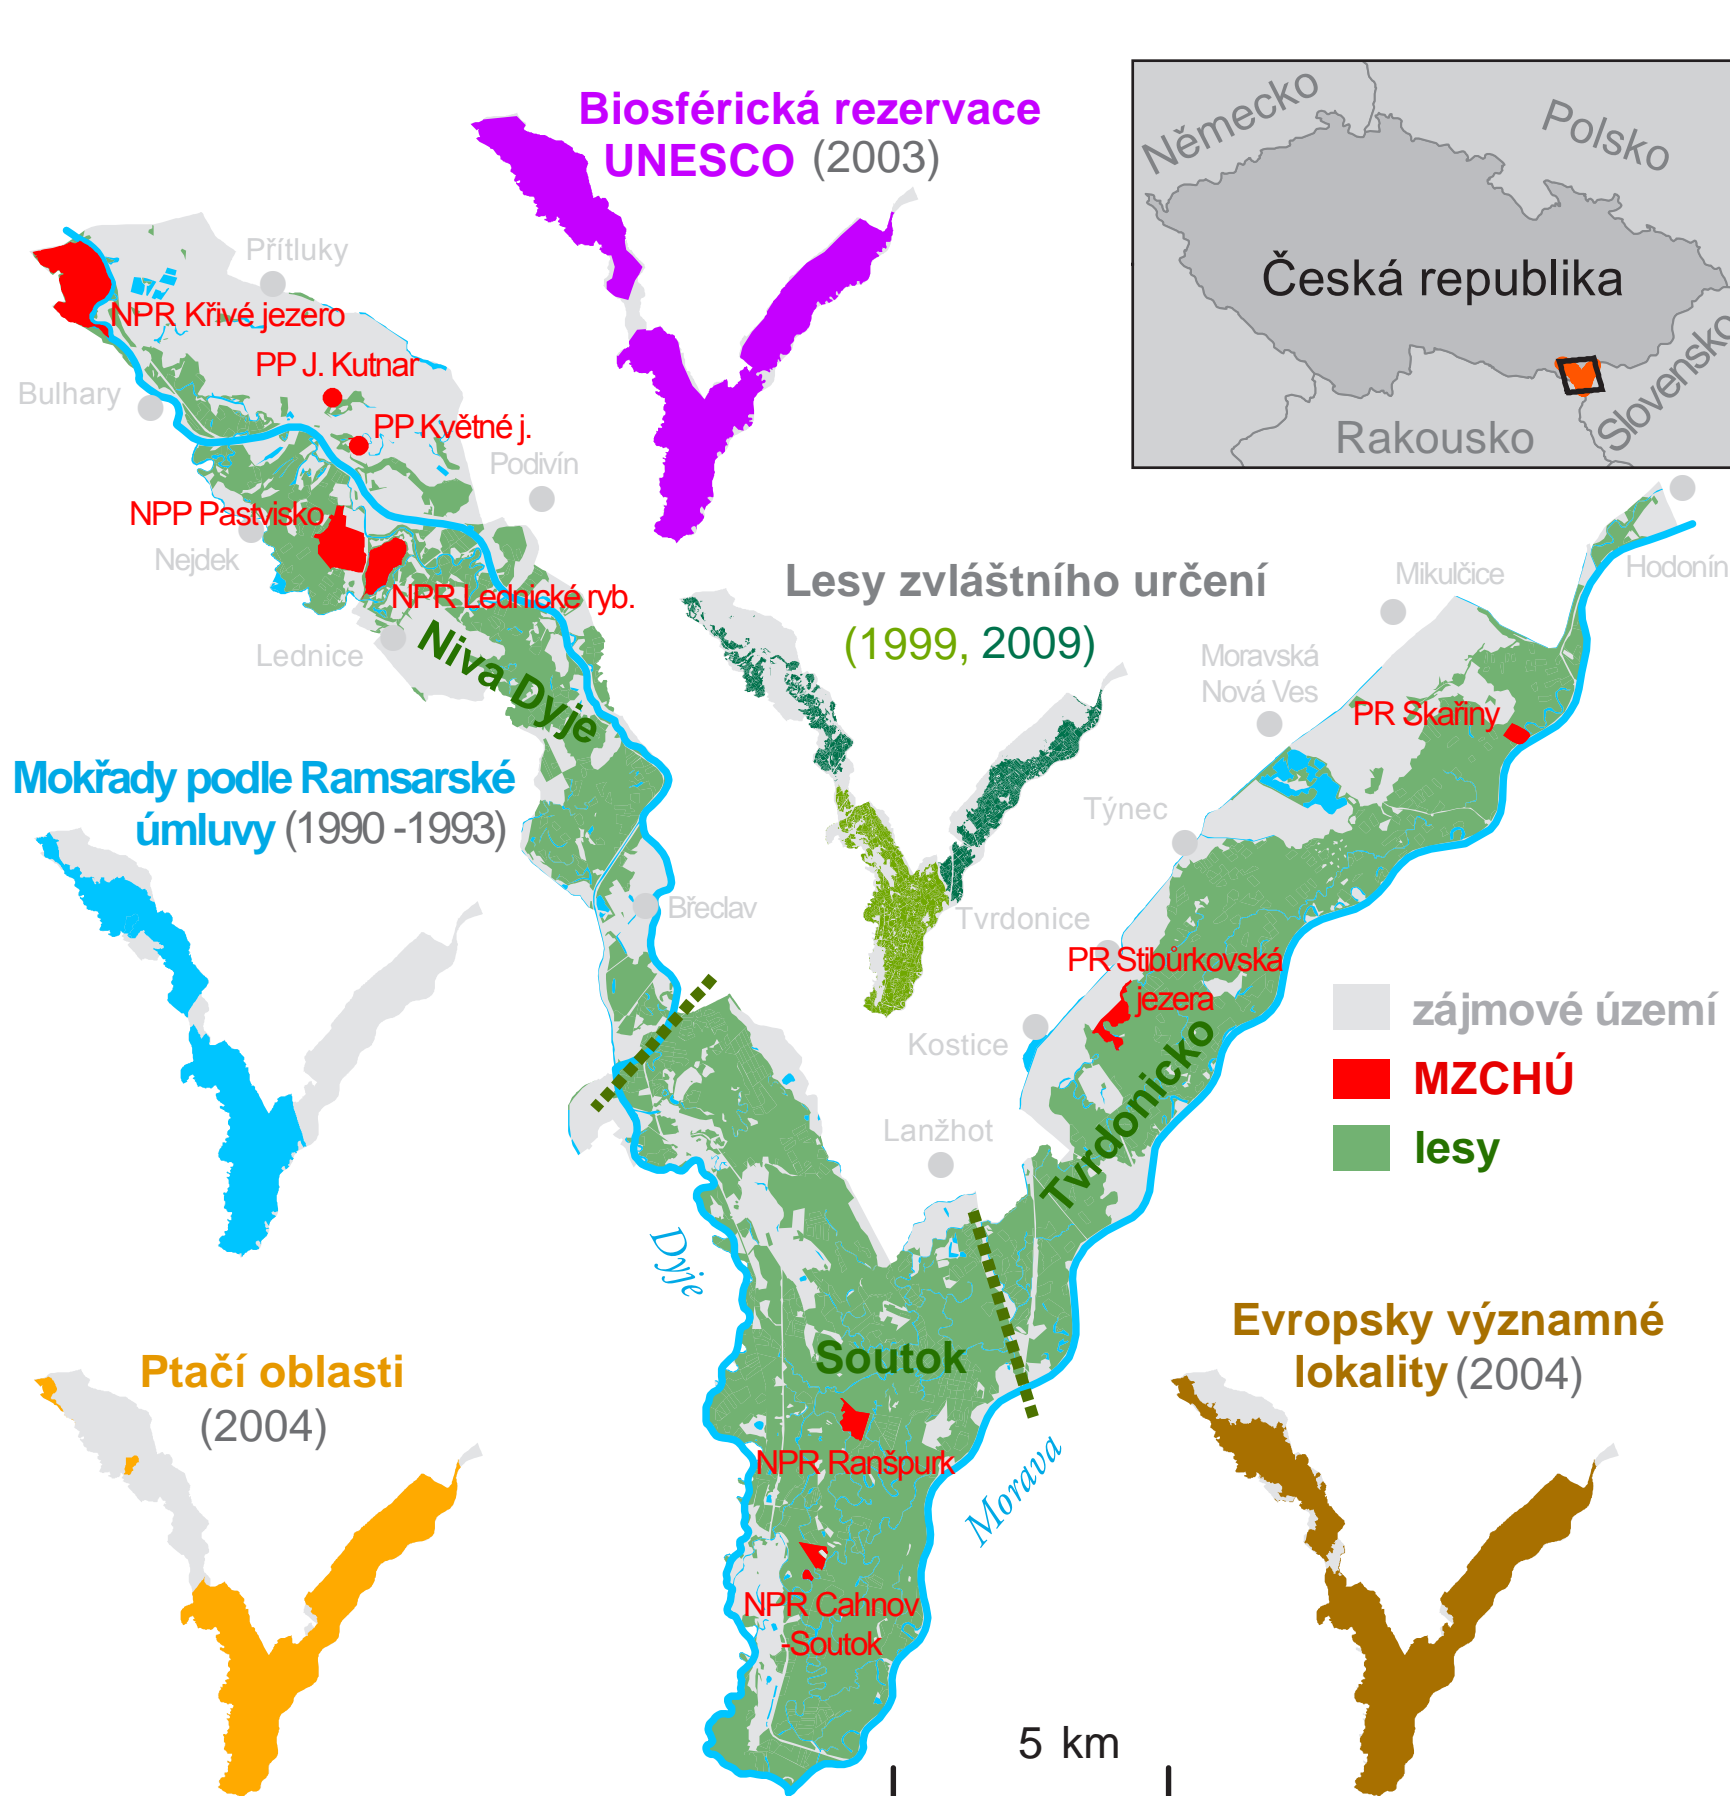 Biosférická rezervace
UNESCO (2003)
Německo
Polsko
Česká republika
Rakousko
Slovensko
Přítluky
NPR Křivé jezero
PP J. Kutnar
Bulhary
PP Květné j.
Podivín
NPP Pastvisko
Nejdek
NPR Lednické ryb.
Lednice
Niva Dyje
Lesy zvláštního určení
(1999, 2009)
Mikulčice
Hodonín
Moravská
Nová Ves
PR Skařiny
Mokřady podle Ramsarské
úmluvy (1990 -1993)
Týnec
Břeclav
Tvrdonice
PR Stibůrkovská
jezera
Kostice
Tvrdonicko
zájmové území
MZCHÚ
lesy
Lanžhot
Dyje
Soutok
Morava
NPR Ranšpurk
NPR Cahnov
-Soutok
Ptačí oblasti
(2004)
Evropsky významné
lokality (2004)
5 km